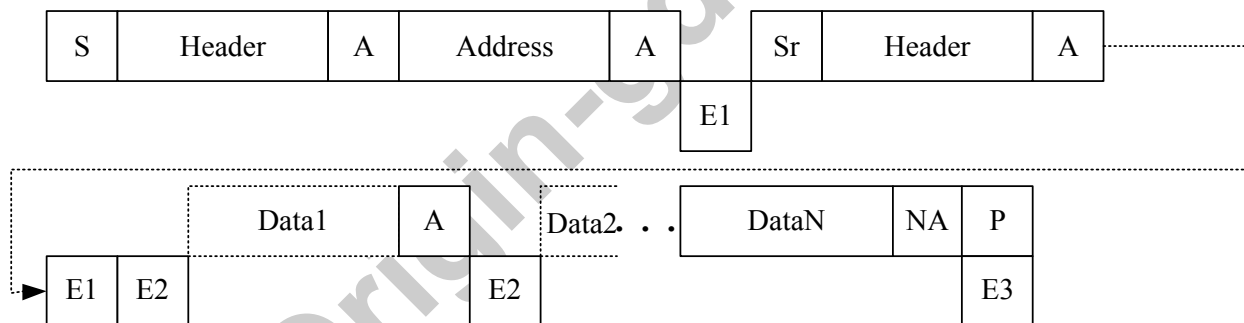 S Header A Address A Sr Header A
E1
Data1 A Data2. . . DataN NA P
E1 E2 E2 E3